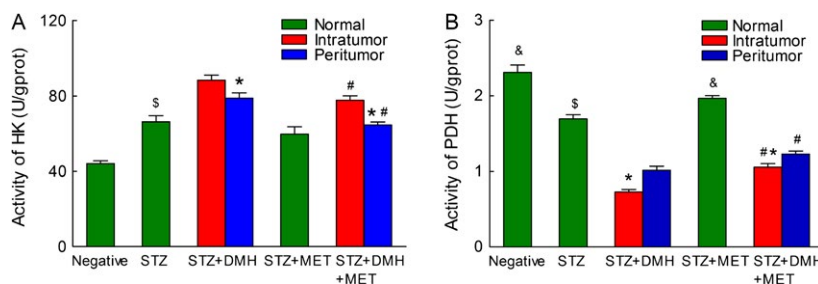 A
Activity of HK (U/gprot)
120
80
40
0
Normal
Intratumor
Peritumor
$
*
#
* #
Negative
STZ
STZ+DMH
STZ+MET
STZ+DMH
+MET
B
Activity of PDH (U/gprot)
3
2
1
0
Normal
Intratumor
Peritumor
&
$
*
&
#*
#
Negative
STZ
STZ+DMH
STZ+MET
STZ+DMH
+MET